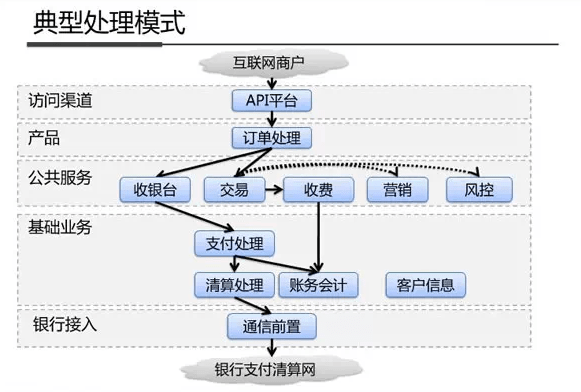 典型处理模式
互联网商户
访问渠道
API平台
产品
订单处理
公共服务
收银台
交易
收费
营销
风控
基础业务
支付处理
清算处理
账务会计
客户信息
银行接入
通信前置
银行支付清算网